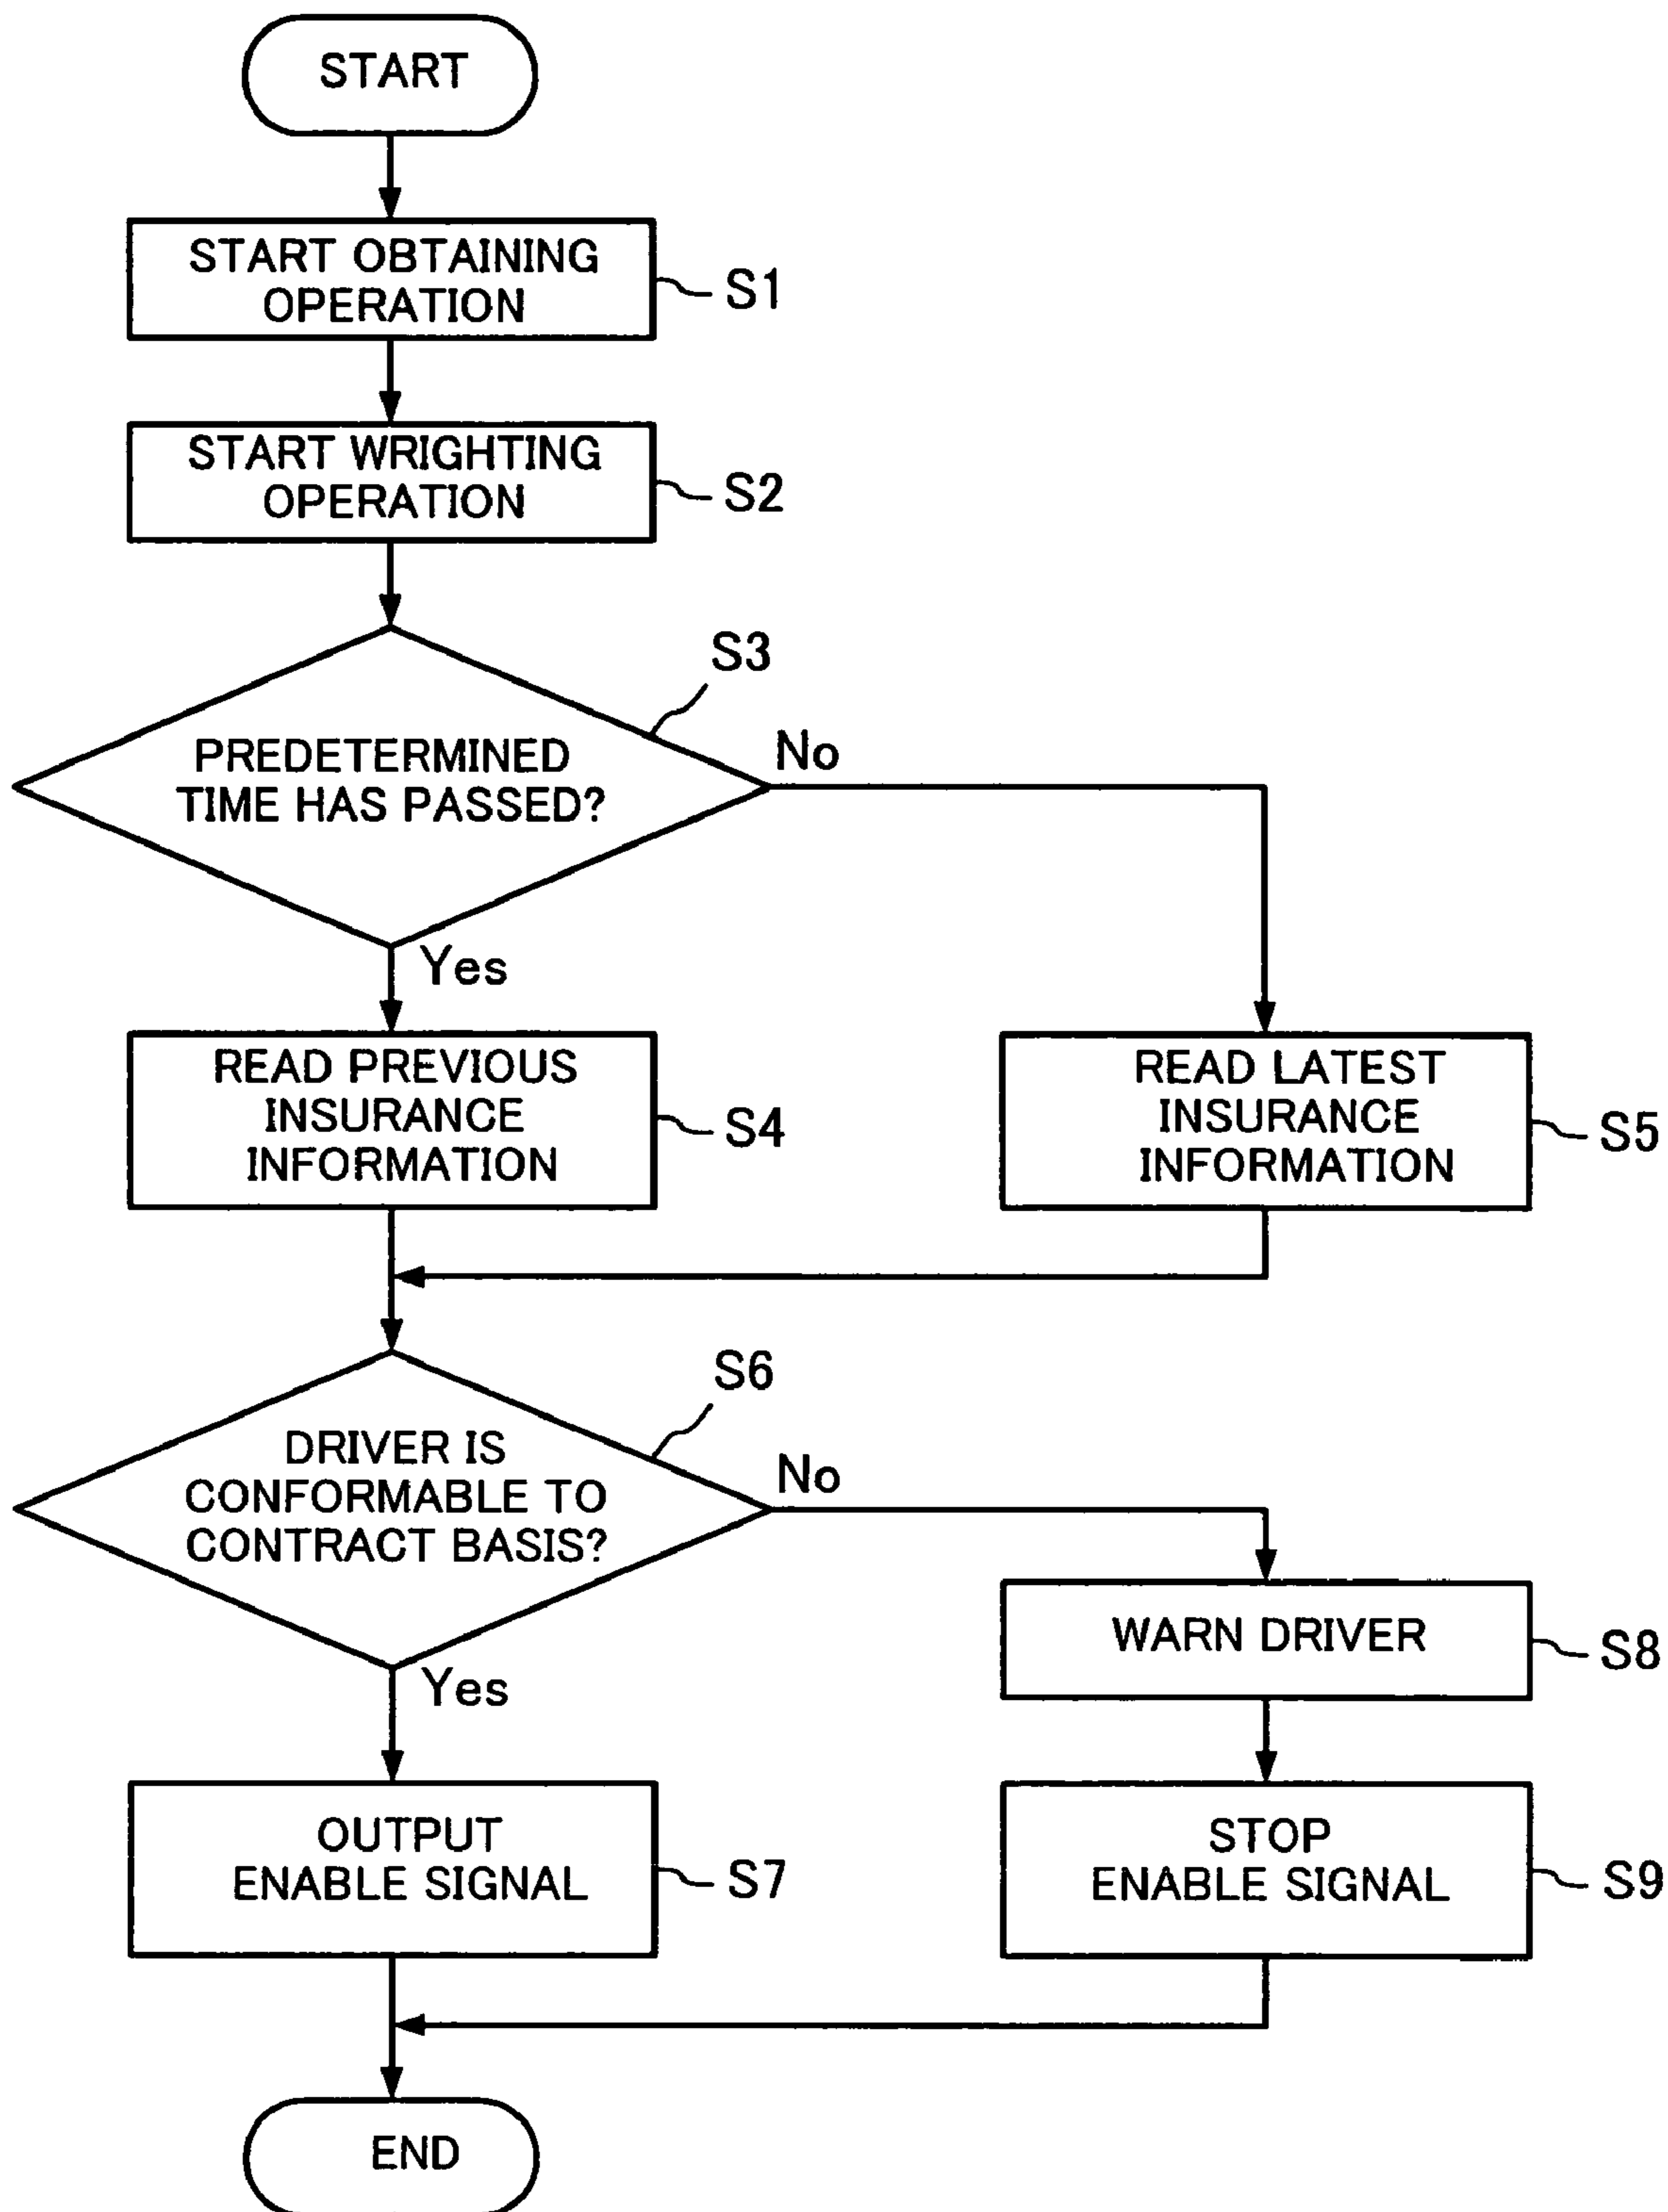 START
START OBTAINING
OPERATION
S1
START WRIGHTING
OPERATION
S2
S3
PREDETERMINED
TIME HAS PASSED?
No
Yes
READ PREVIOUS
INSURANCE
INFORMATION
S4
READ LATEST
INSURANCE
INFORMATION
S5
S6
DRIVER IS
CONFORMABLE TO
CONTRACT BASIS?
No
Yes
WARN DRIVER
S8
OUTPUT
ENABLE SIGNAL
S7
STOP
ENABLE SIGNAL
S9
END